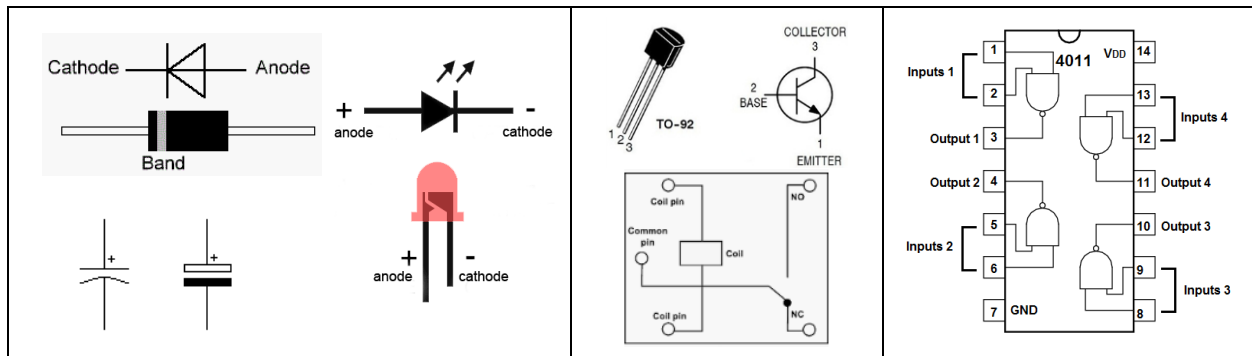 Cathode
Anode
Band
+
-
anode
cathode
+
-
anode
cathode
+
+
COLLECTOR
3
2
BASE
TO-92
1
2
3
1
EMITTER
Coil pin
NO
Common
pin
Coil
Coil pin
NC
1
4011
VDD
14
Inputs 1
2
13
Inputs 4
Output 1
3
12
Output 2
4
11
Output 4
5
10
Output 3
Inputs 2
6
9
Inputs 3
7
GND
8